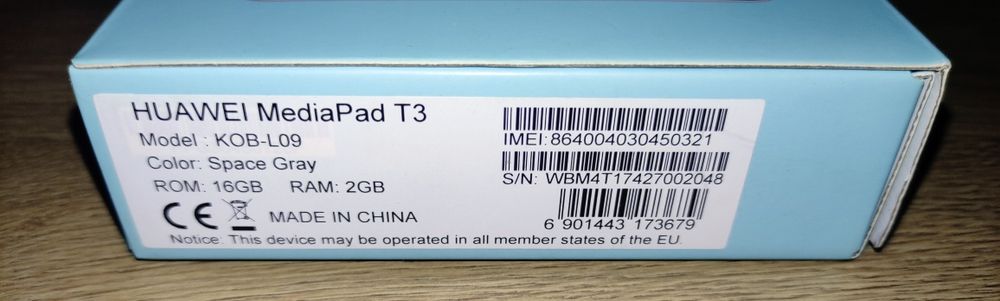 HUAWEI MediaPad T3
Model : KOB-L09
Color: Space Gray
ROM: 16GB RAM: 2GB
CE MADE IN CHINA
IMEI: 864004030450321
S/N: WBM4T17427002048
6 901443 173679
Notice: This device may be operated in all member states of the EU.